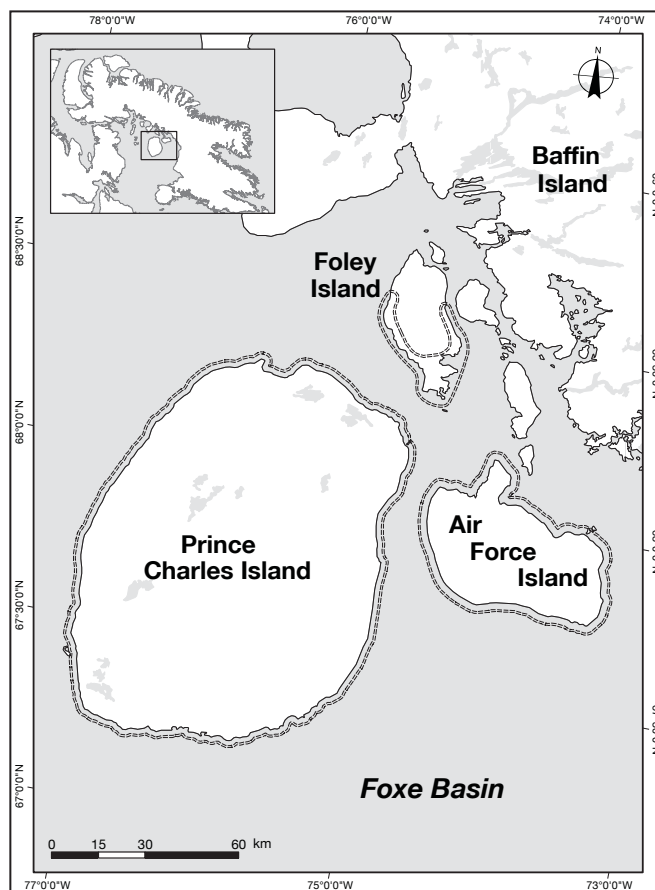 78°0'0"W 76°0'0"W 74°0'0"W
N
Baffin
Island
68°30'0"N
Foley
Island
68°0'0"N
Air
Force
Island
Prince
Charles Island
67°30'0"N
67°0'0"N
Foxe Basin
0 15 30 60 km
77°0'0"W 75°0'0"W 73°0'0"W